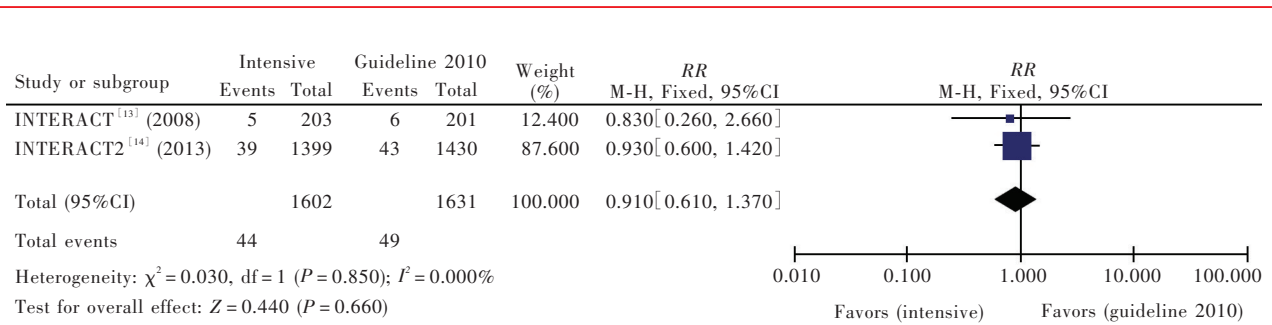 Intensive Guideline 2010 Weight RR RR
Study or subgroup Events Total Events Total (%) M-H, Fixed, 95%CI M-H, Fixed, 95%CI
INTERACT[13] (2008) 5 203 6 201 12.400 0.830[0.260, 2.660]
INTERACT2[14] (2013) 39 1399 43 1430 87.600 0.930[0.600, 1.420]
Total (95%CI) 1602 1631 100.000 0.910[0.610, 1.370]
Total events 44 49
Heterogeneity: χ² = 0.030, df = 1 (P = 0.850); I² = 0.000%
0.010 0.100 1.000 10.000 100.000
Test for overall effect: Z = 0.440 (P = 0.660)
Favors (intensive) Favors (guideline 2010)